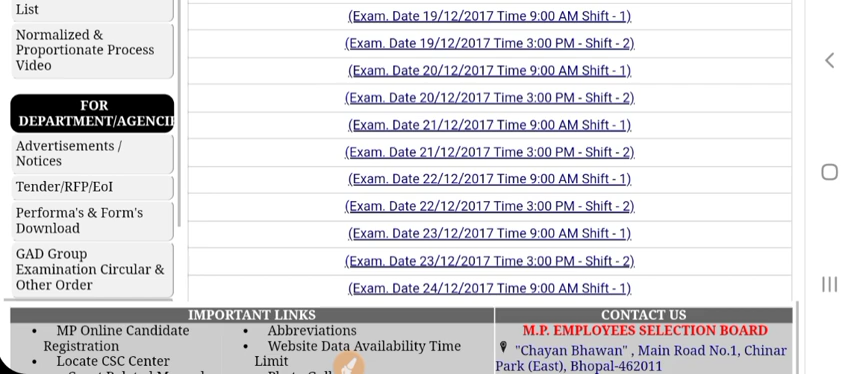 List
Normalized &
Proportionate Process
Video
FOR
DEPARTMENT/AGENCIE
Advertisements /
Notices
Tender/RFP/EoI
Performa's & Form's
Download
GAD Group
Examination Circular &
Other Order
(Exam. Date 19/12/2017 Time 9:00 AM Shift - 1)
(Exam. Date 19/12/2017 Time 3:00 PM - Shift - 2)
(Exam. Date 20/12/2017 Time 9:00 AM Shift - 1)
(Exam. Date 20/12/2017 Time 3:00 PM - Shift - 2)
(Exam. Date 21/12/2017 Time 9:00 AM Shift - 1)
(Exam. Date 21/12/2017 Time 3:00 PM - Shift - 2)
(Exam. Date 22/12/2017 Time 9:00 AM Shift - 1)
(Exam. Date 22/12/2017 Time 3:00 PM - Shift - 2)
(Exam. Date 23/12/2017 Time 9:00 AM Shift - 1)
(Exam. Date 23/12/2017 Time 3:00 PM - Shift - 2)
(Exam. Date 24/12/2017 Time 9:00 AM Shift - 1)
IMPORTANT LINKS
MP Online Candidate
Registration
Locate CSC Center
Abbreviations
Website Data Availability Time
Limit
CONTACT US
M.P. EMPLOYEES SELECTION BOARD
"Chayan Bhawan" , Main Road No.1, Chinar
Park (East), Bhopal-462011